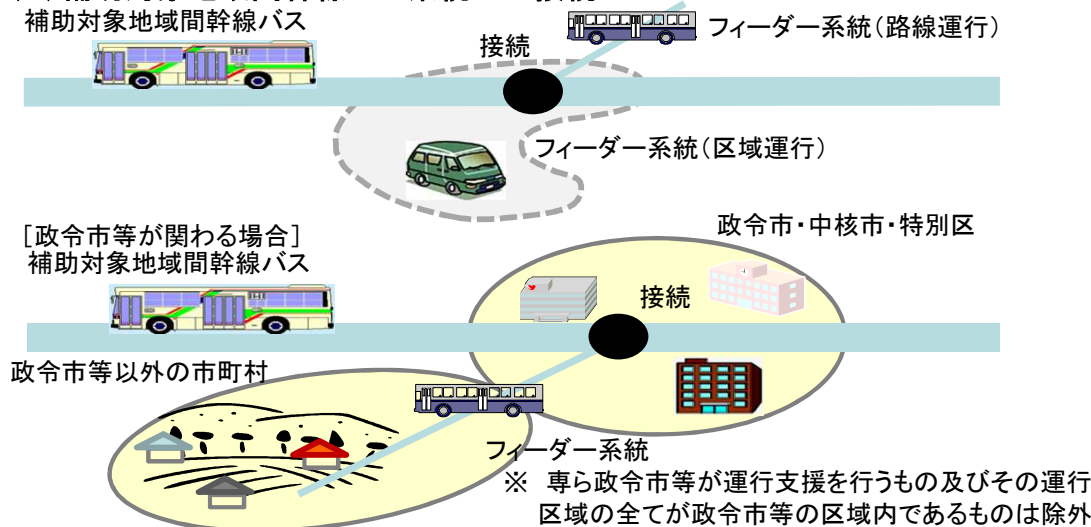 補助対象地域間幹線バス
フィーダー系統(路線運行)
接続
フィーダー系統(区域運行)
[政令市等が関わる場合]
補助対象地域間幹線バス
政令市・中核市・特別区
接続
政令市等以外の市町村
フィーダー系統
※ 専ら政令市等が運行支援を行うもの及びその運行
区域の全てが政令市等の区域内であるものは除外